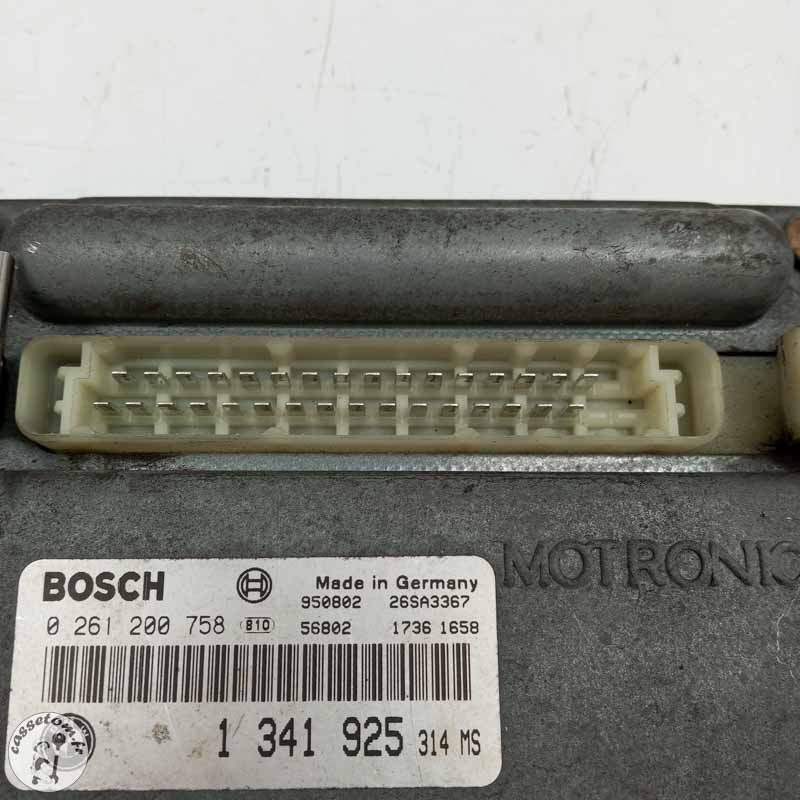 MOTRONIC
BOSCH Made in Germany
950802 26SA3367
0 261 200 758 B10 56802 1736 1658
1 341 925 314 MS
cassetom.fr